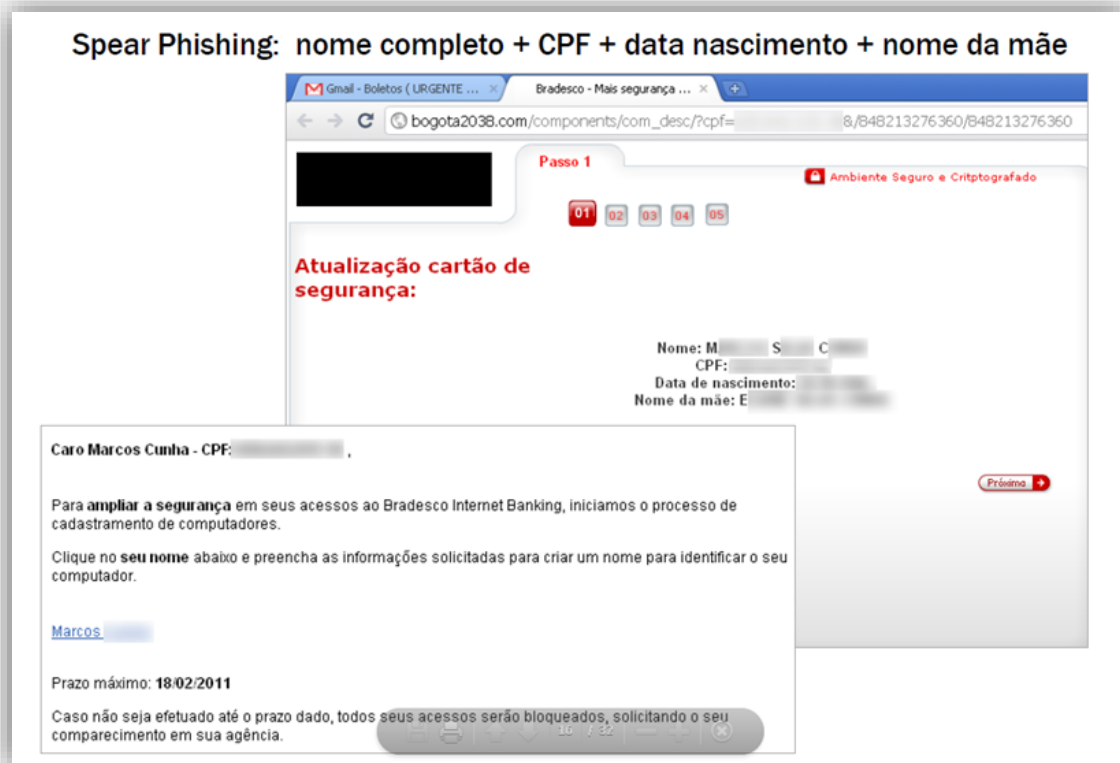 Spear Phishing: nome completo + CPF + data nascimento + nome da mãe
Gmail - Boletos ( URGENTE ...
Bradesco - Mais segurança ...
bogota2038.com/components/com_desc/?cpf= &/B48213276360/B48213276360
Passo 1
Ambiente Seguro e Critptografado
01 02 03 04 05
Atualização cartão de
segurança:
Nome: M S C
CPF:
Data de nascimento:
Nome da mãe: E
Próxima
Caro Marcos Cunha - CPF: ,
Para ampliar a segurança em seus acessos ao Bradesco Internet Banking, iniciamos o processo de
cadastramento de computadores.
Clique no seu nome abaixo e preencha as informações solicitadas para criar um nome para identificar o seu
computador.
Marcos
Prazo máximo: 18/02/2011
Caso não seja efetuado até o prazo dado, todos seus acessos serão bloqueados, solicitando o seu
comparecimento em sua agência.
16 / 32